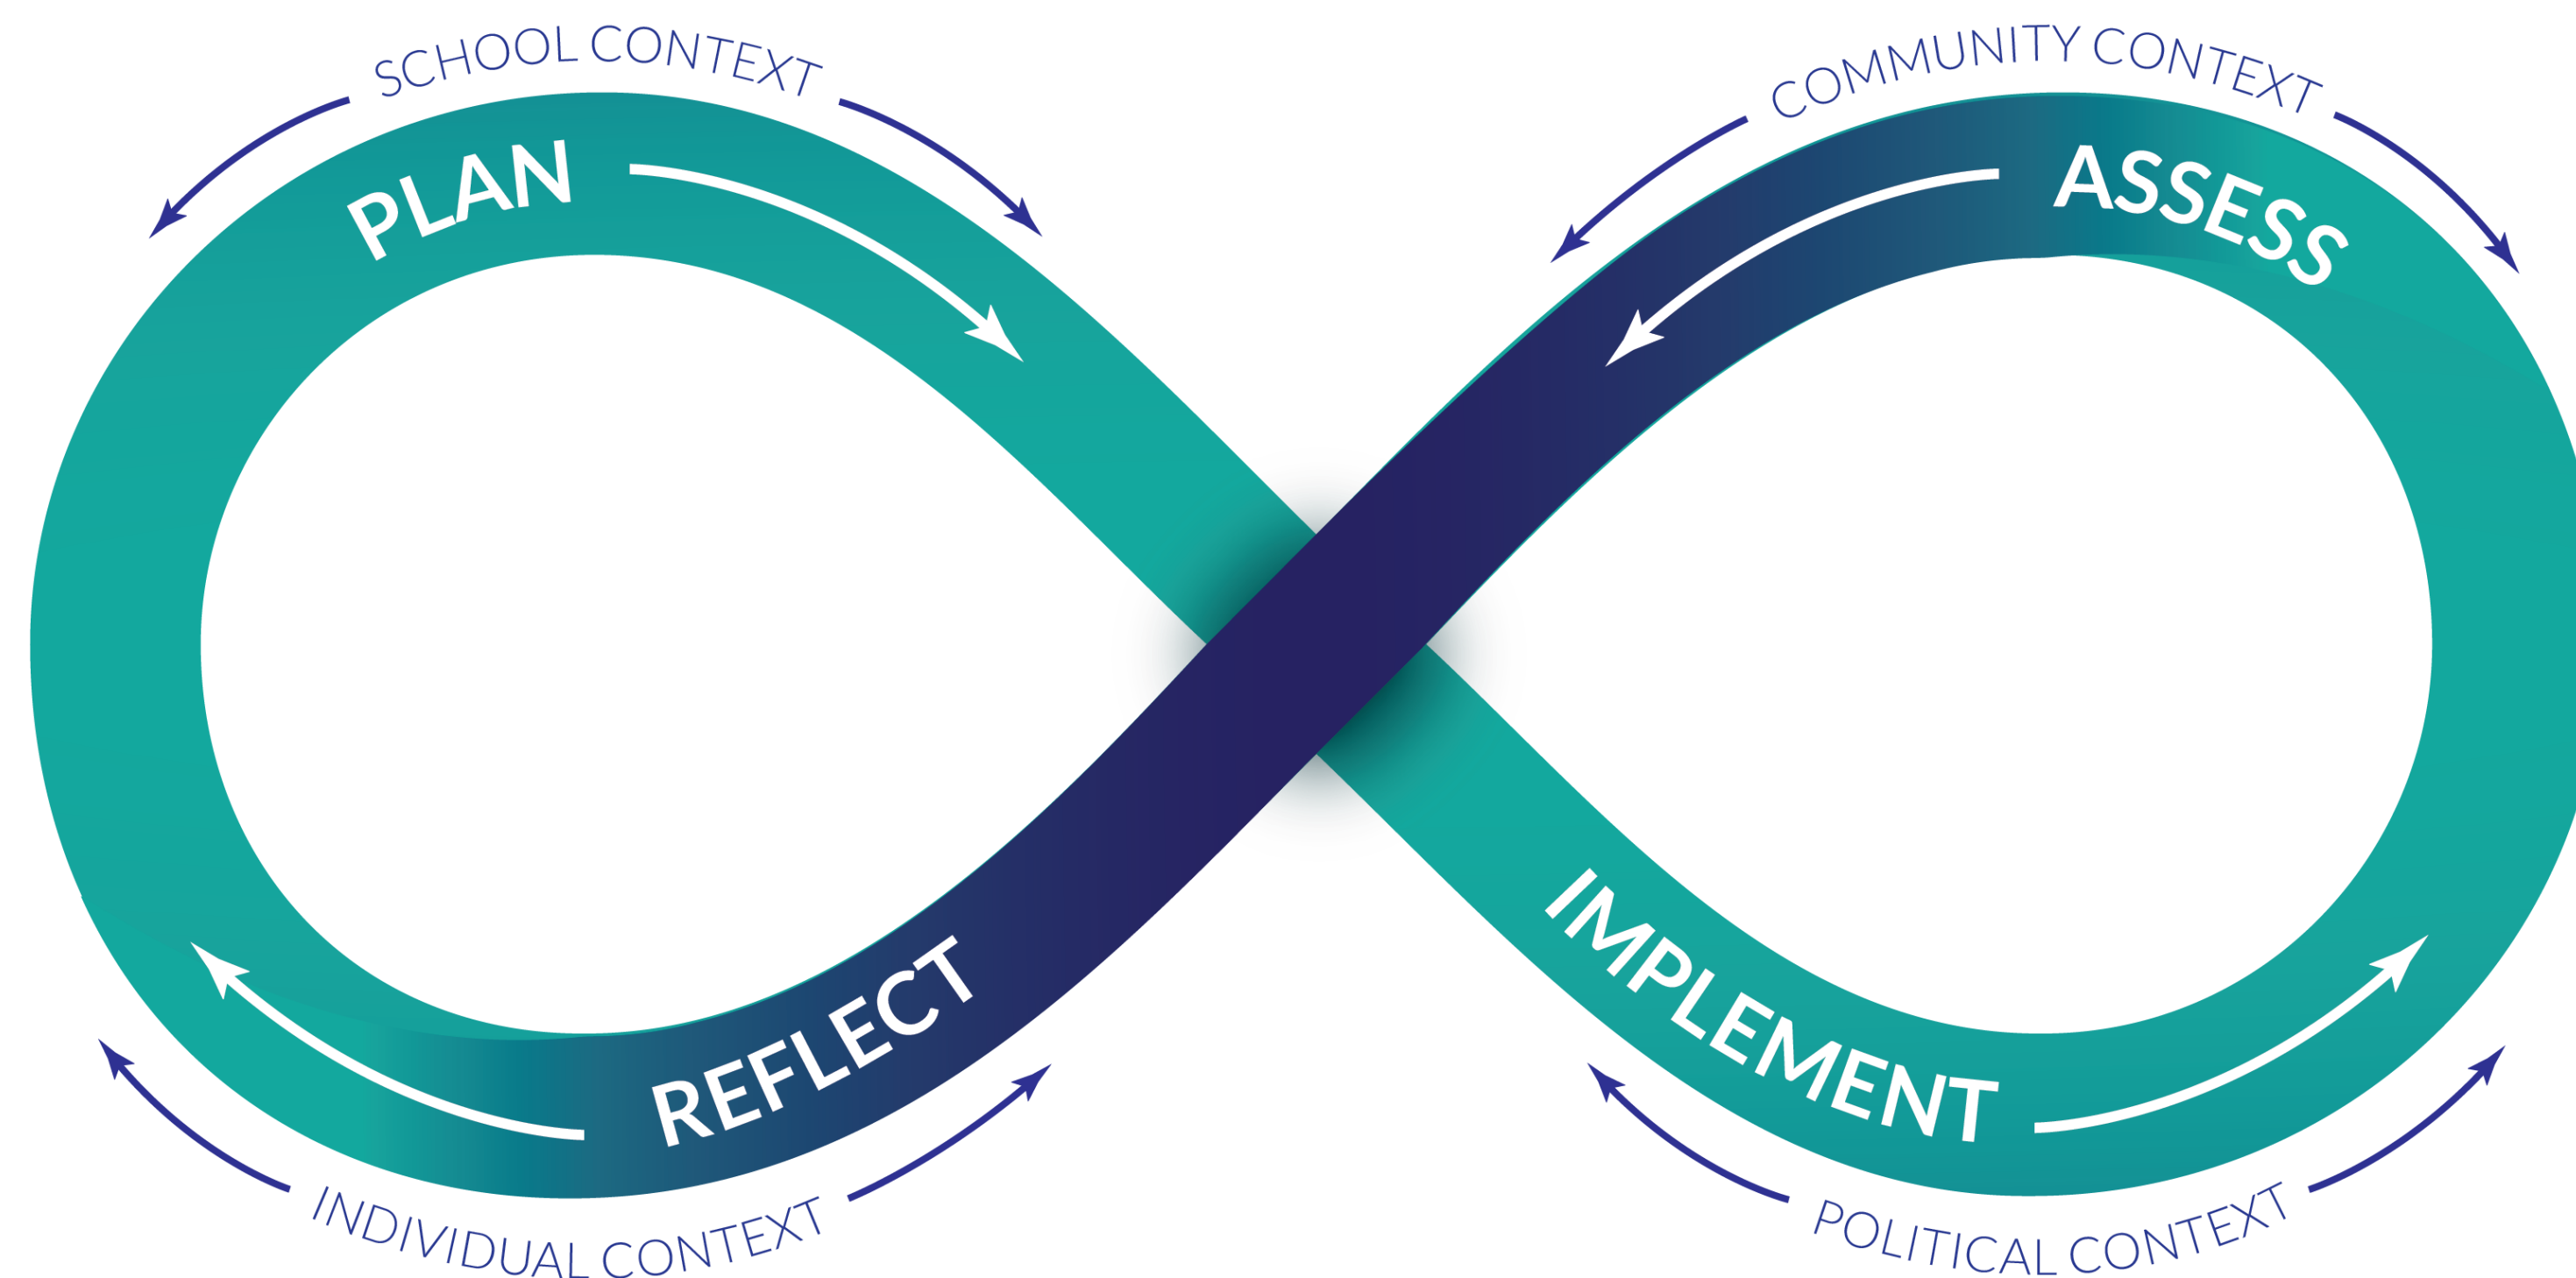 SCHOOL CONTEXT
COMMUNITY CONTEXT
PLAN
ASSESS
REFLECT
IMPLEMENT
INDIVIDUAL CONTEXT
POLITICAL CONTEXT